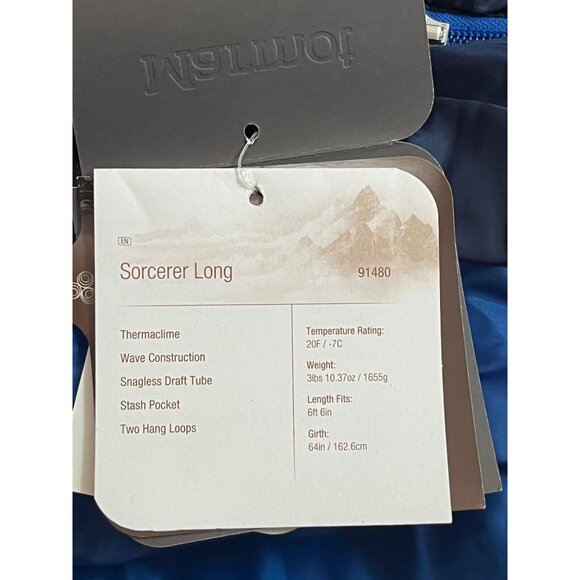 Marmot
EN
Sorcerer Long 91480
Thermaclime
Wave Construction
Snagless Draft Tube
Stash Pocket
Two Hang Loops
Temperature Rating:
20F / -7C
Weight:
3lbs 10.37oz / 1655g
Length Fits:
6ft 6in
Girth:
64in / 162.6cm